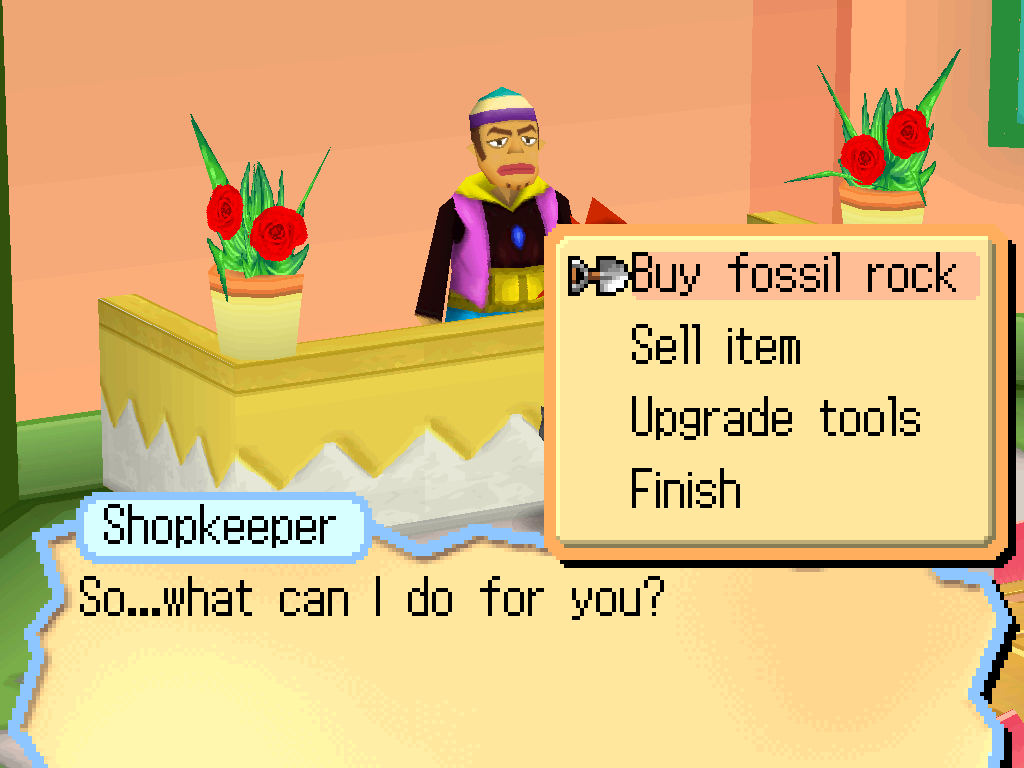 Buy fossil rock
Sell item
Upgrade tools
Finish
Shopkeeper
So...what can I do for you?